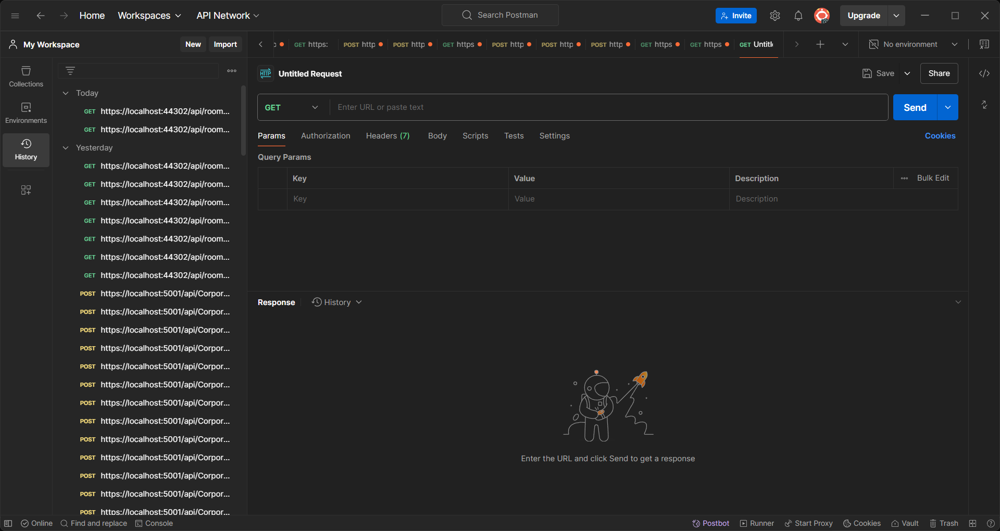 Home Workspaces API Network Search Postman Invite Upgrade
My Workspace New Import GET https: POST http POST http GET https POST http POST http POST http GET https GET https GET Untitl No environment
Collections
Environments
History
Today
GET https://localhost:44302/api/room...
GET https://localhost:44302/api/room...
Yesterday
GET https://localhost:44302/api/room...
GET https://localhost:44302/api/room...
GET https://localhost:44302/api/room...
GET https://localhost:44302/api/room...
GET https://localhost:44302/api/room...
GET https://localhost:44302/api/room...
GET https://localhost:44302/api/room...
POST https://localhost:5001/api/Corpor...
POST https://localhost:5001/api/Corpor...
POST https://localhost:5001/api/Corpor...
POST https://localhost:5001/api/Corpor...
POST https://localhost:5001/api/Corpor...
POST https://localhost:5001/api/Corpor...
POST https://localhost:5001/api/Corpor...
POST https://localhost:5001/api/Corpor...
POST https://localhost:5001/api/Corpor...
POST https://localhost:5001/api/Corpor...
POST https://localhost:5001/api/Corpor...
POST https://localhost:5001/api/Corpor...
POST https://localhost:5001/api/Corpor...
HTTP Untitled Request Save Share
GET Enter URL or paste text Send
Params Authorization Headers (7) Body Scripts Tests Settings Cookies
Query Params
Key Value Description Bulk Edit
Key Value Description
Response History
Enter the URL and click Send to get a response
Online Find and replace Console Postbot Runner Start Proxy Cookies Vault Trash